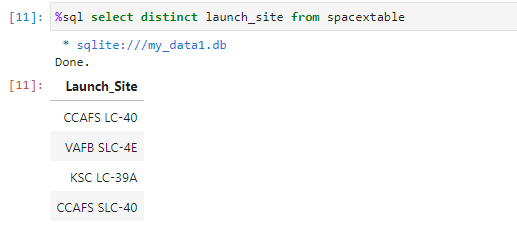 [11]: %sql select distinct launch_site from spacextable
* sqlite:///my_data1.db
Done.
[11]: Launch_Site
CCAFS LC-40
VAFB SLC-4E
KSC LC-39A
CCAFS SLC-40